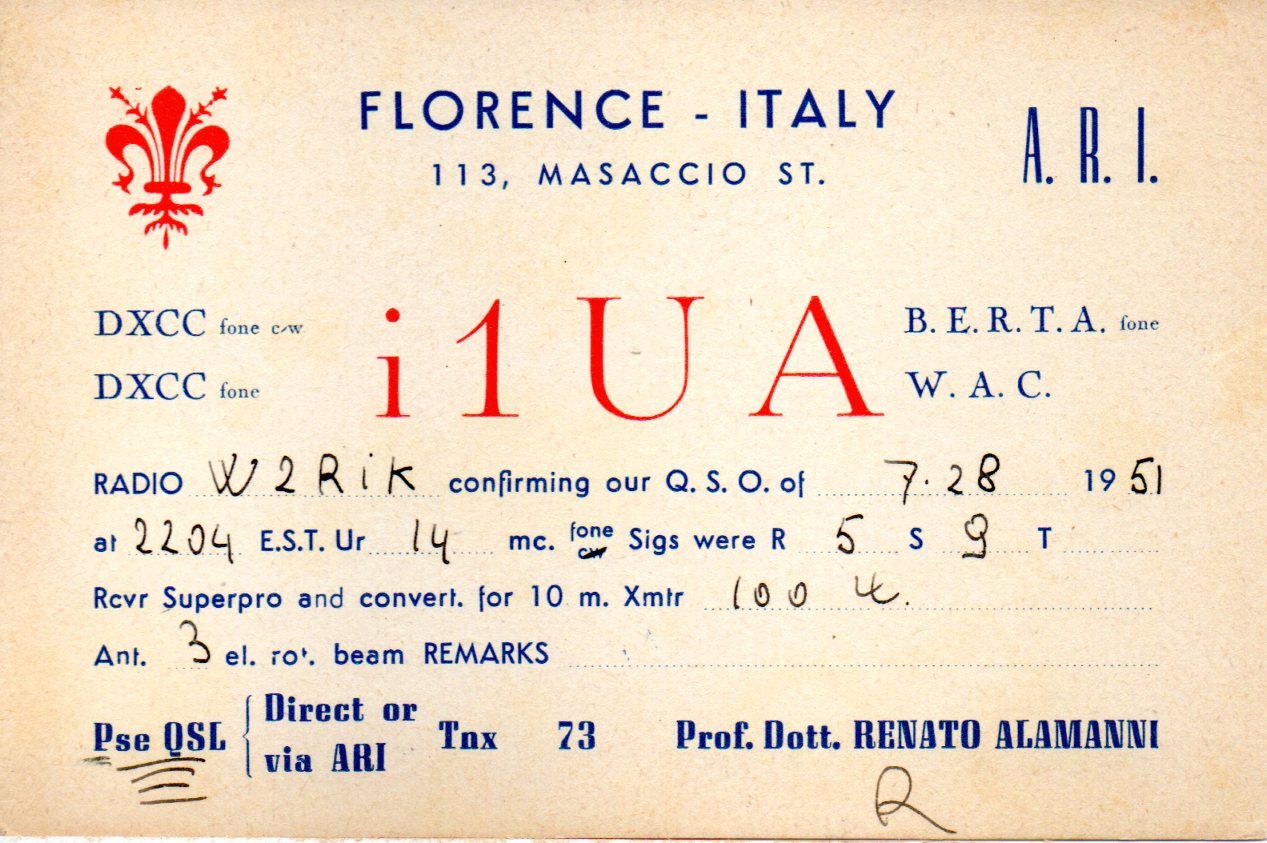 FLORENCE - ITALY
113, MASACCIO ST.
A. R. I.
DXCC fone c/w
DXCC fone
i1UA
B. E. R. T. A. fone
W. A. C.
RADIO W2RiK confirming our Q. S. O. of 7.28 1951
at 2204 E.S.T. Ur 14 mc. fone cw Sigs were R 5 S 9 T
Rcvr Superpro and convert. for 10 m. Xmtr 100
Ant. 3 el. rot. beam REMARKS
Pse QSL { Direct or via ARI Tnx 73 Prof. Dott. RENATO ALAMANNI
R